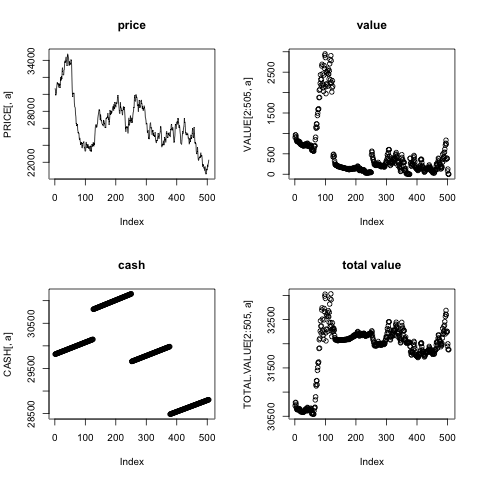 price
PRICE[, a]
22000 28000 34000
0 100 200 300 400 500
Index
value
VALUE[2:505, a]
0 500 1500 2500
0 100 200 300 400 500
Index
cash
CASH[, a]
28500 29500 30500
0 100 200 300 400 500
Index
total value
TOTAL.VALUE[2:505, a]
30500 31500 32500
0 100 200 300 400 500
Index